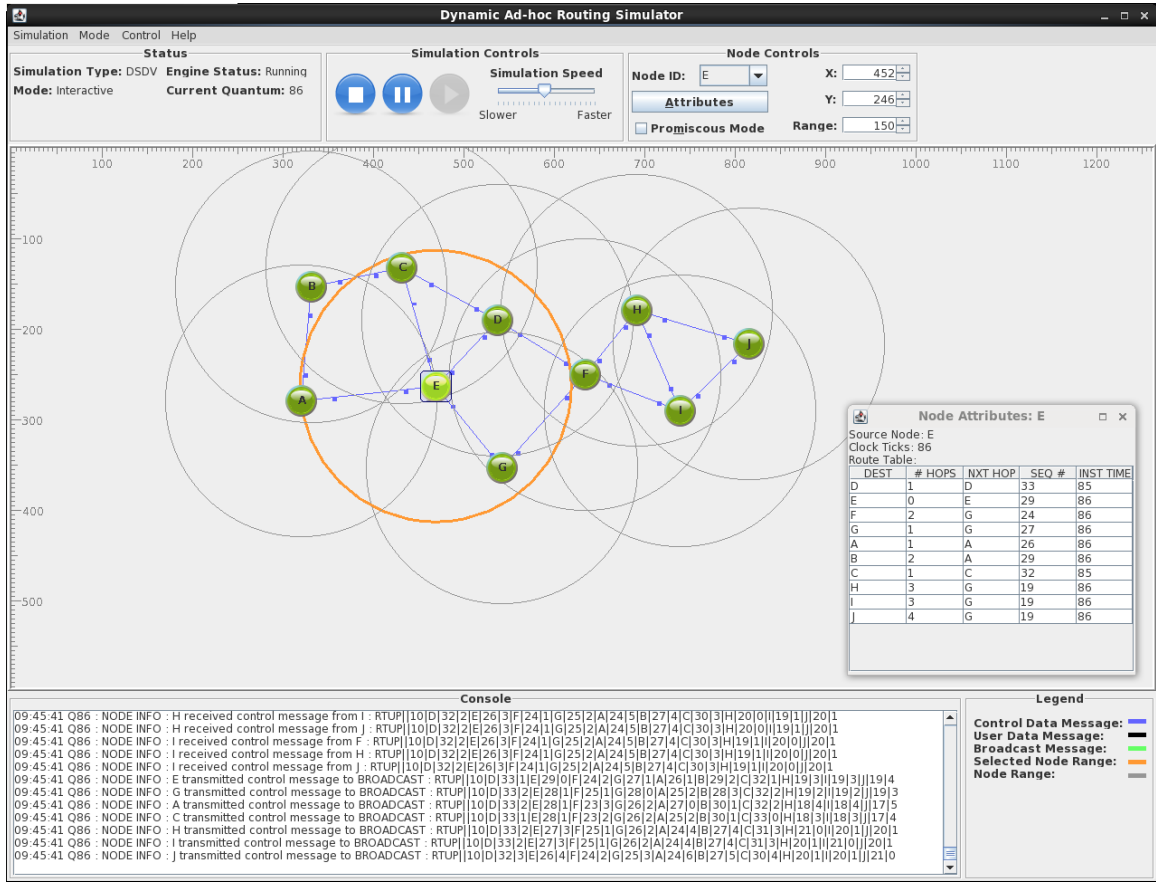 Dynamic Ad-hoc Routing Simulator
Simulation Mode Control Help
Status
Simulation Type: DSDV Engine Status: Running
Mode: Interactive Current Quantum: 86
Simulation Controls
Simulation Speed
Slower Faster
Node Controls
Node ID: E X: 452
Attributes Y: 246
Promiscous Mode Range: 150
100 200 300 400 500 600 700 800 900 1000 1100 1200
100
200
300
400
500
A
B
C
D
E
F
G
H
I
J
Node Attributes: E
Source Node: E
Clock Ticks: 86
Route Table:
DEST # HOPS NXT HOP SEQ # INST TIME
D 1 D 33 85
E 0 E 29 86
F 2 G 24 86
G 1 G 27 86
A 1 A 26 86
B 2 A 29 86
C 1 C 32 85
H 3 G 19 86
I 3 G 19 86
J 4 G 19 86
Console
09:45:41 Q86 : NODE INFO : H received control message from I : RTUP||10|D|32|2|E|26|3|F|24|1|G|25|2|A|24|5|B|27|4|C|30|3|H|20|0|I|19|1|J|20|1
09:45:41 Q86 : NODE INFO : H received control message from J : RTUP||10|D|32|2|E|26|3|F|24|1|G|25|2|A|24|5|B|27|4|C|30|3|H|20|0|I|19|1|J|20|1
09:45:41 Q86 : NODE INFO : I received control message from F : RTUP||10|D|32|2|E|26|3|F|24|1|G|25|2|A|24|5|B|27|4|C|30|3|H|19|1|I|20|0|J|20|1
09:45:41 Q86 : NODE INFO : I received control message from H : RTUP||10|D|32|2|E|26|3|F|24|1|G|25|2|A|24|5|B|27|4|C|30|3|H|19|1|I|20|0|J|20|1
09:45:41 Q86 : NODE INFO : I received control message from J : RTUP||10|D|32|2|E|26|3|F|24|1|G|25|2|A|24|5|B|27|4|C|30|3|H|19|1|I|20|0|J|20|1
09:45:41 Q86 : NODE INFO : E transmitted control message to BROADCAST : RTUP||10|D|33|1|E|29|0|F|24|2|G|27|1|A|26|1|B|29|2|C|32|1|H|19|3|I|19|3|J|19|4
09:45:41 Q86 : NODE INFO : G transmitted control message to BROADCAST : RTUP||10|D|33|2|E|28|1|F|25|1|G|28|0|A|25|2|B|28|3|C|32|2|H|19|2|I|19|2|J|19|3
09:45:41 Q86 : NODE INFO : A transmitted control message to BROADCAST : RTUP||10|D|33|2|E|28|1|F|23|3|G|26|2|A|27|0|B|30|1|C|32|2|H|18|4|I|18|4|J|17|5
09:45:41 Q86 : NODE INFO : C transmitted control message to BROADCAST : RTUP||10|D|33|1|E|28|1|F|23|2|G|26|2|A|25|2|B|30|1|C|33|0|H|18|3|I|18|3|J|17|4
09:45:41 Q86 : NODE INFO : H transmitted control message to BROADCAST : RTUP||10|D|33|2|E|27|3|F|25|1|G|26|2|A|24|4|B|27|4|C|31|3|H|21|0|I|20|1|J|20|1
09:45:41 Q86 : NODE INFO : I transmitted control message to BROADCAST : RTUP||10|D|33|2|E|27|3|F|25|1|G|26|2|A|24|4|B|27|4|C|31|3|H|20|1|I|21|0|J|20|1
09:45:41 Q86 : NODE INFO : J transmitted control message to BROADCAST : RTUP||10|D|32|3|E|26|4|F|24|2|G|25|3|A|24|6|B|27|5|C|30|4|H|20|1|I|20|1|J|21|0
Legend
Control Data Message:
User Data Message:
Broadcast Message:
Selected Node Range:
Node Range: